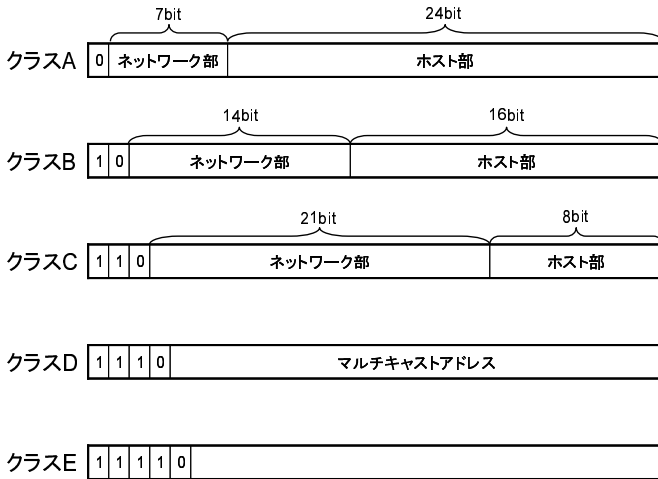 7bit 24bit
クラスA 0 ネットワーク部 ホスト部
14bit 16bit
クラスB 1 0 ネットワーク部 ホスト部
21bit 8bit
クラスC 1 1 0 ネットワーク部 ホスト部
クラスD 1 1 1 0 マルチキャストアドレス
クラスE 1 1 1 1 0